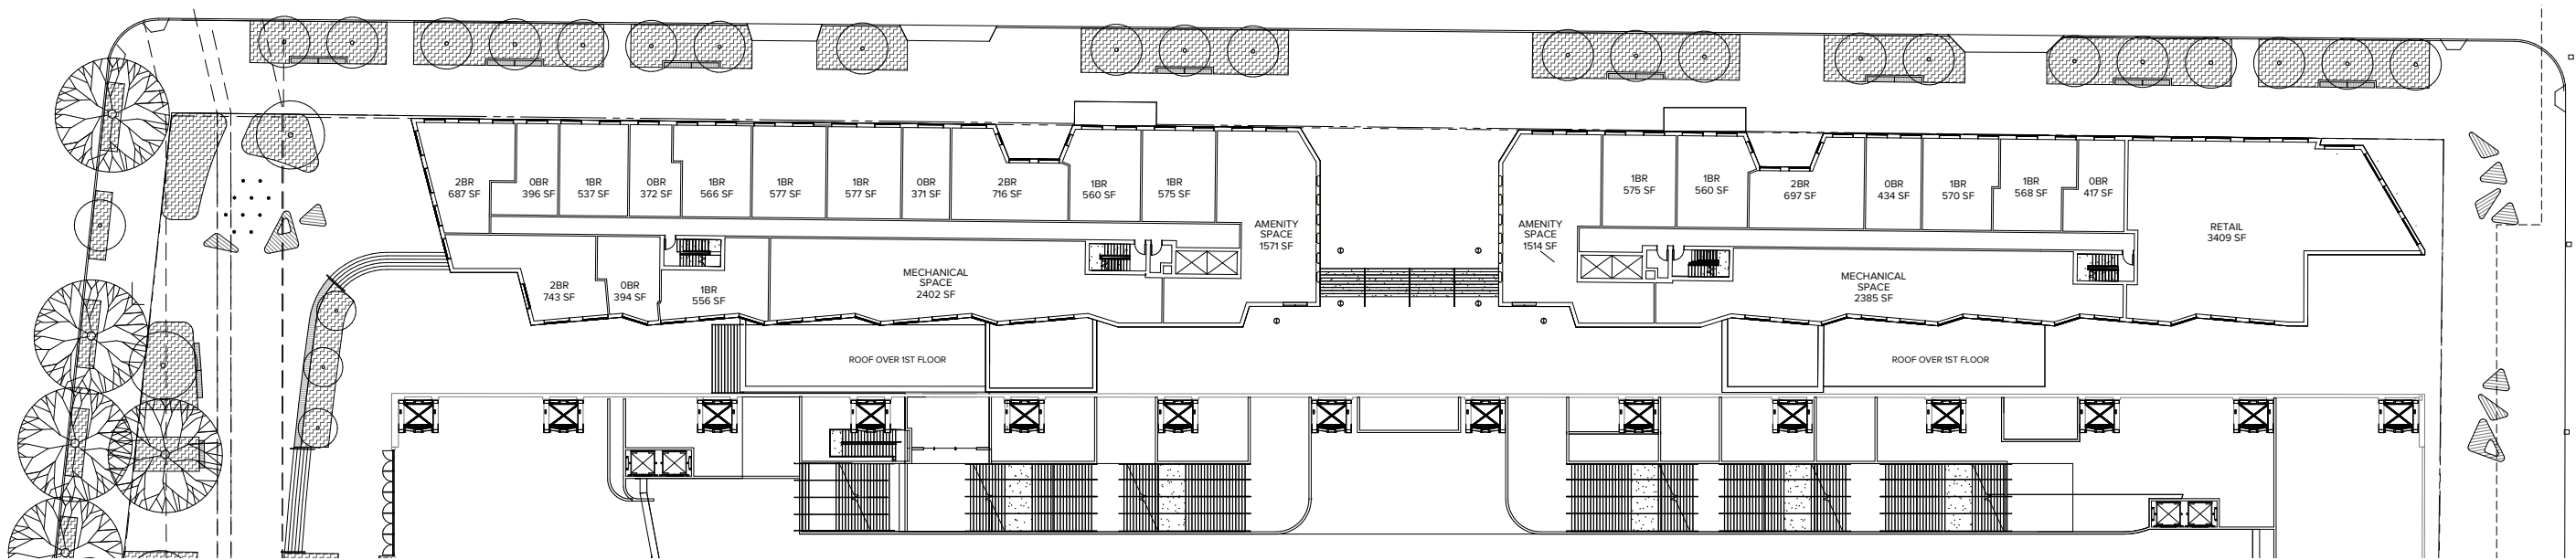 2BR
687 SF
0BR
396 SF
1BR
537 SF
0BR
372 SF
1BR
566 SF
1BR
577 SF
1BR
577 SF
0BR
371 SF
2BR
716 SF
1BR
560 SF
1BR
575 SF
AMENITY
SPACE
1571 SF
AMENITY
SPACE
1514 SF
1BR
575 SF
1BR
560 SF
2BR
697 SF
0BR
434 SF
1BR
570 SF
1BR
568 SF
0BR
417 SF
RETAIL
3409 SF
2BR
743 SF
0BR
394 SF
1BR
556 SF
MECHANICAL
SPACE
2402 SF
MECHANICAL
SPACE
2385 SF
ROOF OVER 1ST FLOOR
ROOF OVER 1ST FLOOR